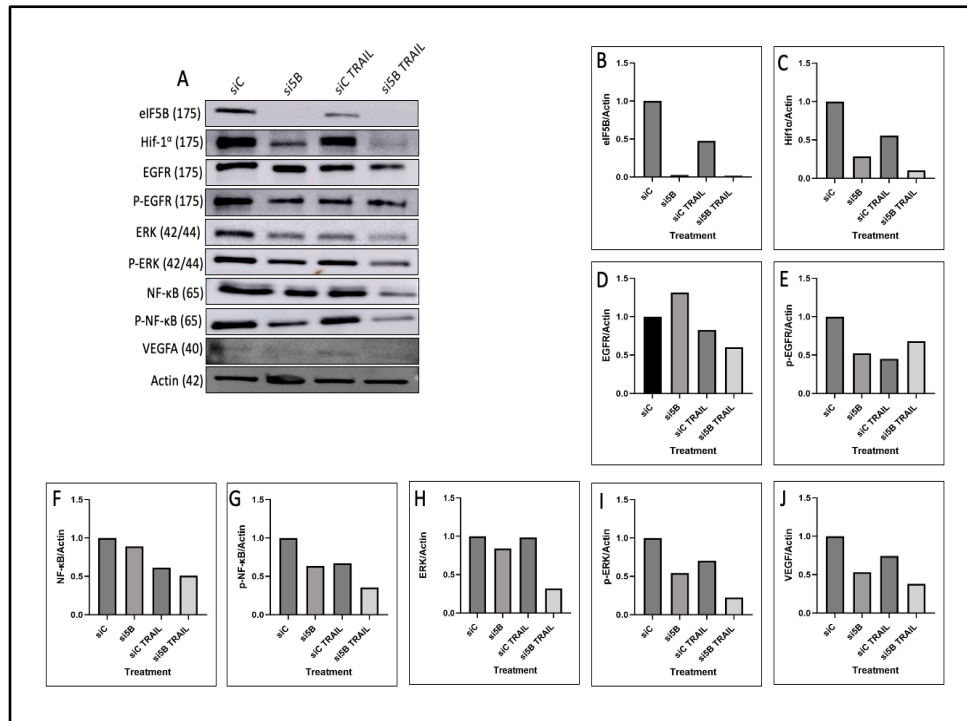 A
siC
si5B
siC TRAIL
si5B TRAIL
eIF5B (175)
Hif-1ᵅ (175)
EGFR (175)
P-EGFR (175)
ERK (42/44)
P-ERK (42/44)
NF-κB (65)
P-NF-κB (65)
VEGFA (40)
Actin (42)
B
eIF5B/Actin
1.5
1.0
0.5
0.0
siC
si5B
siC TRAIL
si5B TRAIL
Treatment
C
Hif1α/Actin
1.5
1.0
0.5
0.0
siC
si5B
siC TRAIL
si5B TRAIL
Treatment
D
EGFR/Actin
1.5
1.0
0.5
0.0
siC
si5B
siC TRAIL
si5B TRAIL
Treatment
E
p-EGFR/Actin
1.5
1.0
0.5
0.0
siC
si5B
siC TRAIL
si5B TRAIL
Treatment
F
NF-κB/Actin
1.5
1.0
0.5
0.0
siC
si5B
siC TRAIL
si5B TRAIL
Treatment
G
p-NF-κB/Actin
1.5
1.0
0.5
0.0
siC
si5B
siC TRAIL
si5B TRAIL
Treatment
H
ERK/Actin
1.5
1.0
0.5
0.0
siC
si5B
siC TRAIL
si5B TRAIL
Treatment
I
p-ERK/Actin
1.5
1.0
0.5
0.0
siC
si5B
siC TRAIL
si5B TRAIL
Treatment
J
VEGF/Actin
1.5
1.0
0.5
0.0
siC
si5B
siC TRAIL
si5B TRAIL
Treatment